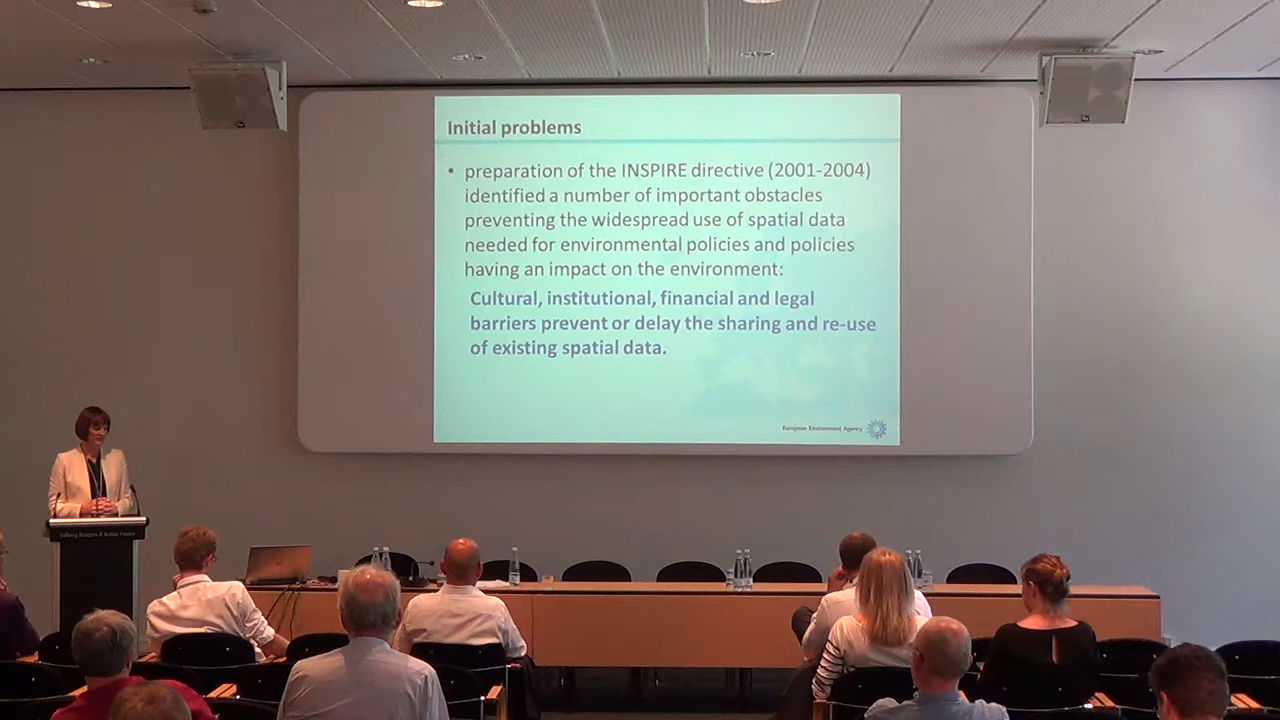 Initial problems
• preparation of the INSPIRE directive (2001-2004)
identified a number of important obstacles
preventing the widespread use of spatial data
needed for environmental policies and policies
having an impact on the environment:
Cultural, institutional, financial and legal
barriers prevent or delay the sharing and re-use
of existing spatial data.
European Environment Agency